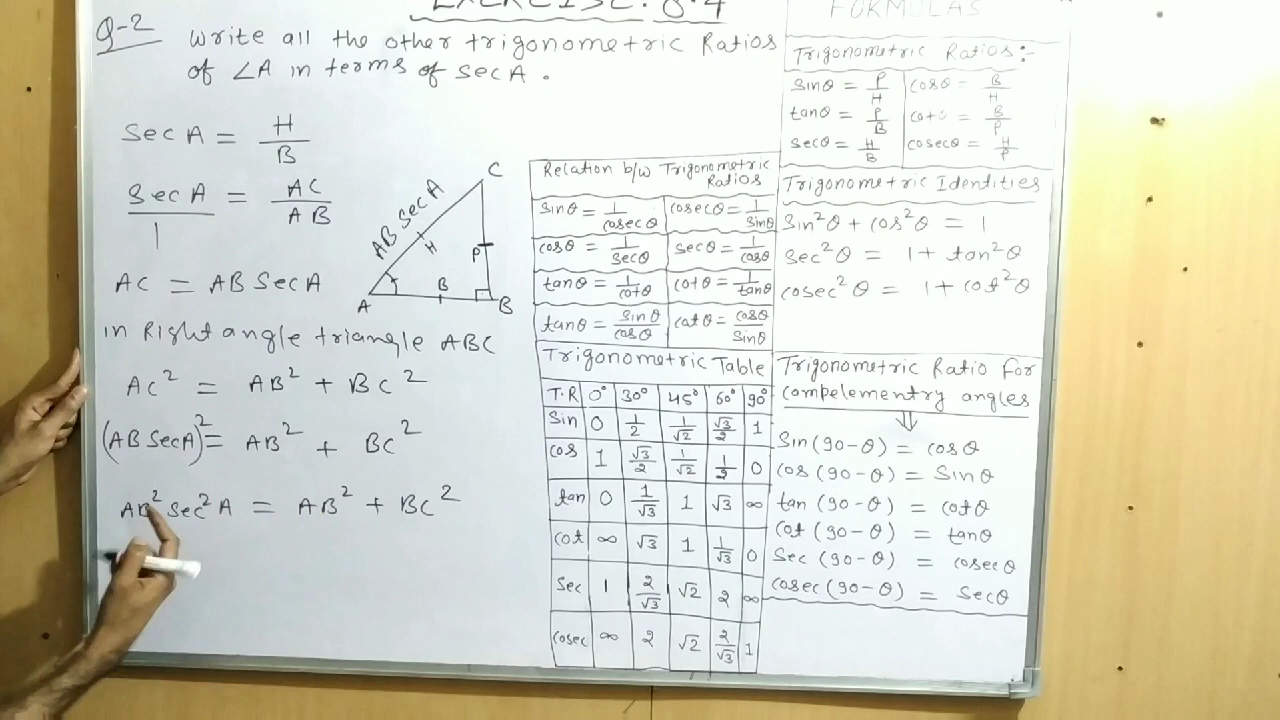 EXERCISE: 8.4
Q-2 Write all the other trigonometric Ratios
of ∠A in terms of sec A .
Sec A = H/B
Sec A/1 = AC/AB
AC = AB Sec A
in Right angle triangle ABC
AC² = AB² + BC²
(AB SecA)² = AB² + BC²
AB² Sec² A = AB² + BC²
C
AB Sec A
H
P
A
B
B
Relation b/w Trigonometric
Ratios
sinθ = 1/cosecθ cosecθ = 1/sinθ
cosθ = 1/secθ secθ = 1/cosθ
tanθ = 1/cotθ cotθ = 1/tanθ
tanθ = sinθ/cosθ cotθ = cosθ/sinθ
Trigonometric Table
T.R 0° 30° 45° 60° 90°
Sin 0 1/2 1/√2 √3/2 1
cos 1 √3/2 1/√2 1/2 0
tan 0 1/√3 1 √3 ∞
cot ∞ √3 1 1/√3 0
Sec 1 2/√3 √2 2 ∞
cosec ∞ 2 √2 2/√3 1
FORMULAS
Trigonometric Ratios :-
sinθ = P/H cosθ = B/H
tanθ = P/B cotθ = B/P
secθ = H/B cosecθ = H/P
Trigonometric Identities
Sin²θ + cos²θ = 1
sec²θ = 1 + tan²θ
cosec²θ = 1 + cot²θ
Trigonometric Ratio For
compelementry angles
Sin (90-θ) = cosθ
cos (90-θ) = Sinθ
tan (90-θ) = cotθ
cot (90-θ) = tanθ
Sec (90-θ) = cosecθ
cosec (90-θ) = Secθ